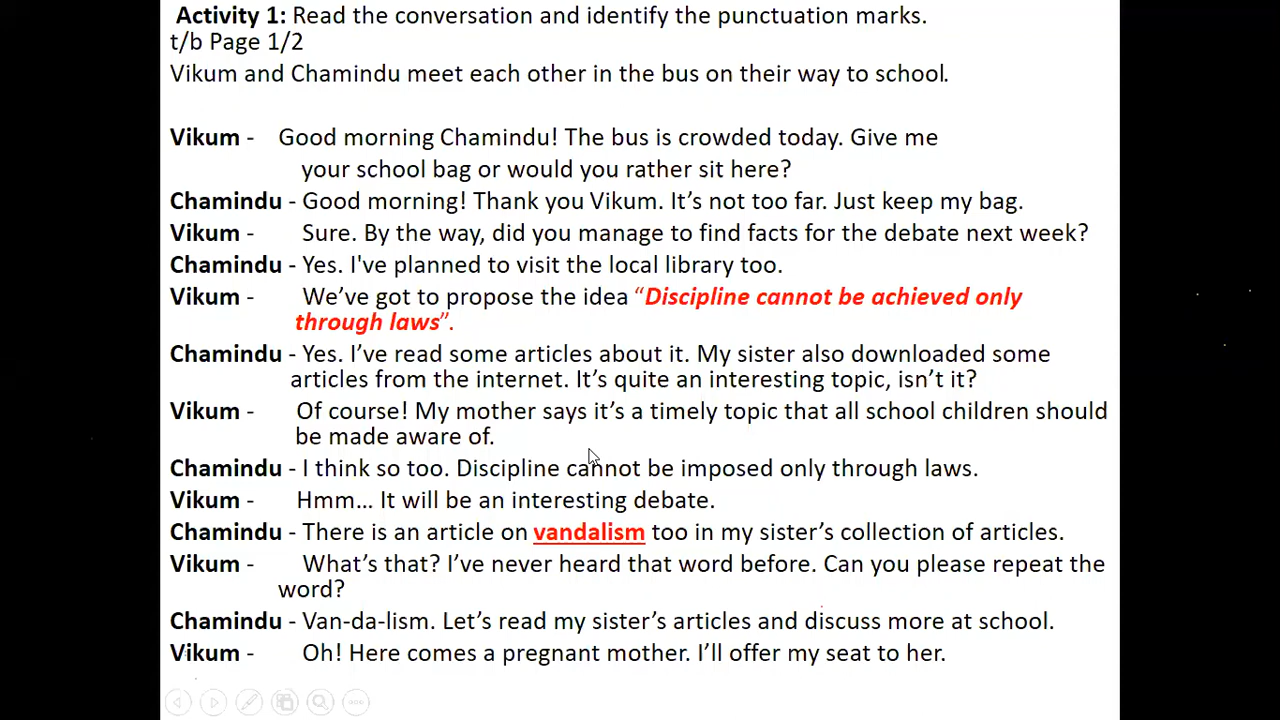 Activity 1: Read the conversation and identify the punctuation marks.
t/b Page 1/2
Vikum and Chamindu meet each other in the bus on their way to school.
Vikum - Good morning Chamindu! The bus is crowded today. Give me
your school bag or would you rather sit here?
Chamindu - Good morning! Thank you Vikum. It’s not too far. Just keep my bag.
Vikum - Sure. By the way, did you manage to find facts for the debate next week?
Chamindu - Yes. I've planned to visit the local library too.
Vikum - We’ve got to propose the idea “Discipline cannot be achieved only
through laws”.
Chamindu - Yes. I’ve read some articles about it. My sister also downloaded some
articles from the internet. It’s quite an interesting topic, isn’t it?
Vikum - Of course! My mother says it’s a timely topic that all school children should
be made aware of.
Chamindu - I think so too. Discipline cannot be imposed only through laws.
Vikum - Hmm… It will be an interesting debate.
Chamindu - There is an article on vandalism too in my sister’s collection of articles.
Vikum - What’s that? I’ve never heard that word before. Can you please repeat the
word?
Chamindu - Van-da-lism. Let’s read my sister’s articles and discuss more at school.
Vikum - Oh! Here comes a pregnant mother. I’ll offer my seat to her.